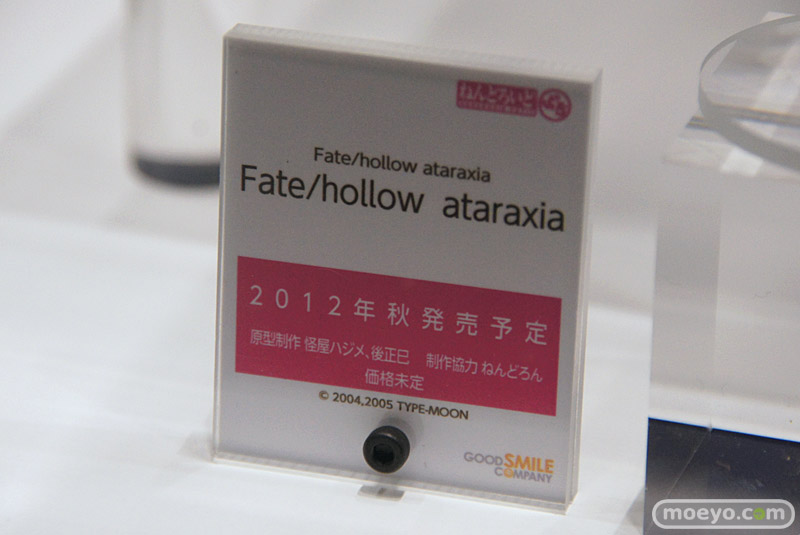 ねんどろいど
Fate/hollow ataraxia
Fate/hollow ataraxia
2012年秋発売予定
原型制作 怪屋ハジメ、後正巳 制作協力 ねんどろん
価格未定
© 2004,2005 TYPE-MOON
GOOD SMILE
COMPANY
moeyo.com